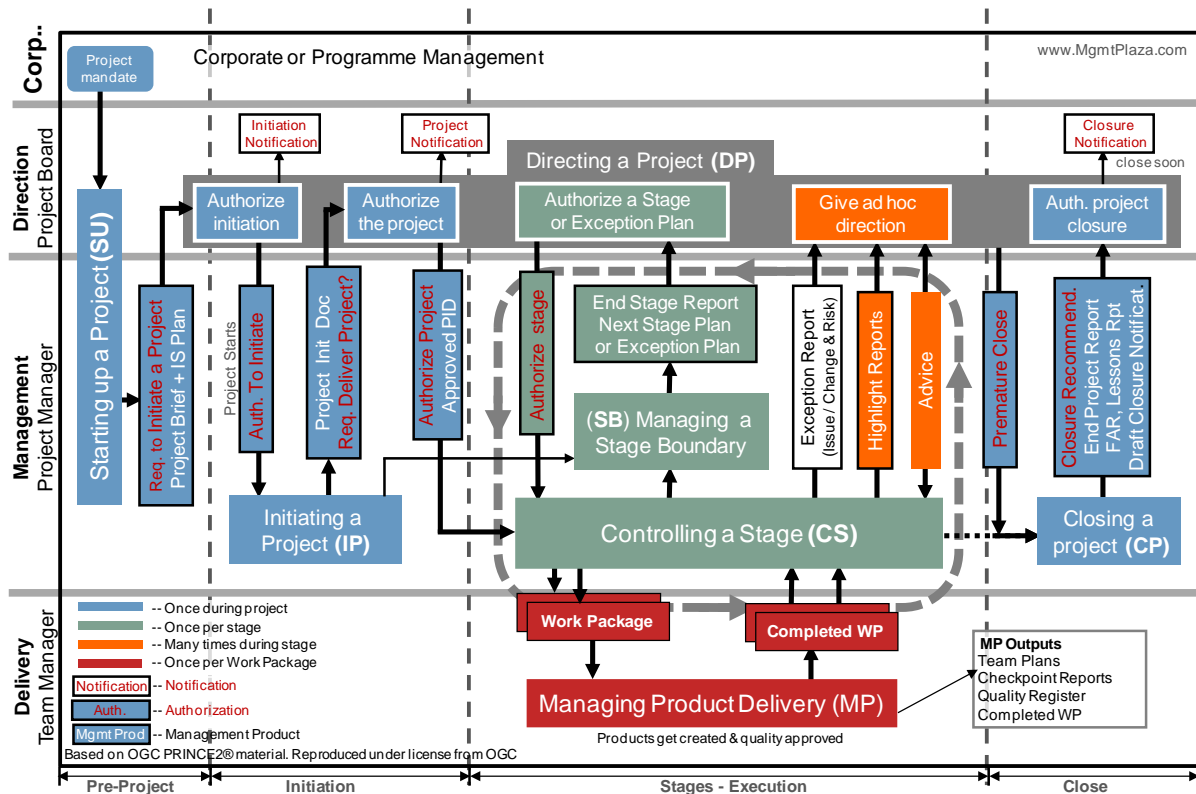 Corp..
Project
mandate
Corporate or Programme Management
www.MgmtPlaza.com
Direction
Project Board
Initiation
Notification
Project
Notification
Closure
Notification
close soon
Directing a Project (DP)
Authorize
initiation
Authorize
the project
Authorize a Stage
or Exception Plan
Give ad hoc
direction
Auth. project
closure
Management
Project Manager
Starting up a Project (SU)
Req. to Initiate a Project
Project Brief + IS Plan
Project Starts
Auth. To Initiate
Project Init Doc
Req. Deliver Project?
Authorize Project
Approved PID
Authorize stage
End Stage Report
Next Stage Plan
or Exception Plan
(SB) Managing a
Stage Boundary
Exception Report
(Issue / Change & Risk)
Highlight Reports
Advice
Premature Close
Closure Recommend.
End Project Report
FAR, Lessons Rpt
Draft Closure Notificat.
Initiating a
Project (IP)
Controlling a Stage (CS)
Closing a
project (CP)
Delivery
Team Manager
-- Once during project
-- Once per stage
-- Many times during stage
-- Once per Work Package
Notification -- Notification
Auth. -- Authorization
Mgmt Prod -- Management Product
Work Package
Completed WP
Managing Product Delivery (MP)
Products get created & quality approved
MP Outputs
Team Plans
Checkpoint Reports
Quality Register
Completed WP
Based on OGC PRINCE2® material. Reproduced under license from OGC
Pre-Project
Initiation
Stages - Execution
Close